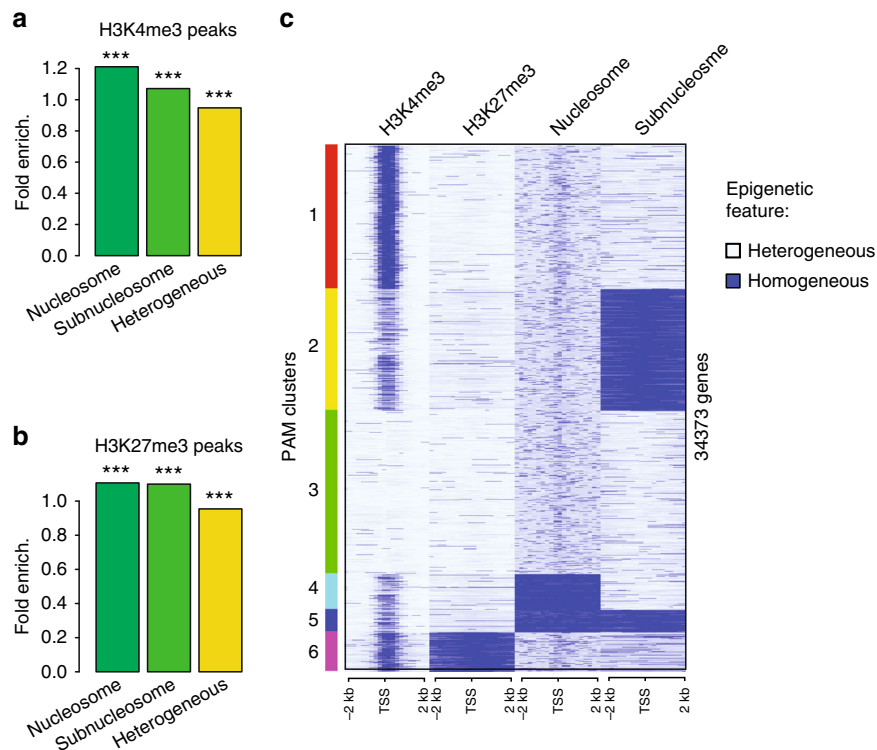 a
H3K4me3 peaks
Fold enrich.
1.2
1.0
0.8
0.6
0.4
0.2
0.0
***
***
***
Nucleosome
Subnucleosome
Heterogeneous
b
H3K27me3 peaks
Fold enrich.
1.0
0.8
0.6
0.4
0.2
0.0
***
***
***
Nucleosome
Subnucleosome
Heterogeneous
c
H3K4me3
H3K27me3
Nucleosome
Subnucleosme
PAM clusters
1
2
3
4
5
6
34373 genes
−2 kb
TSS
2 kb
−2 kb
TSS
2 kb
−2 kb
TSS
2 kb
−2 kb
TSS
2 kb
Epigenetic
feature:
Heterogeneous
Homogeneous